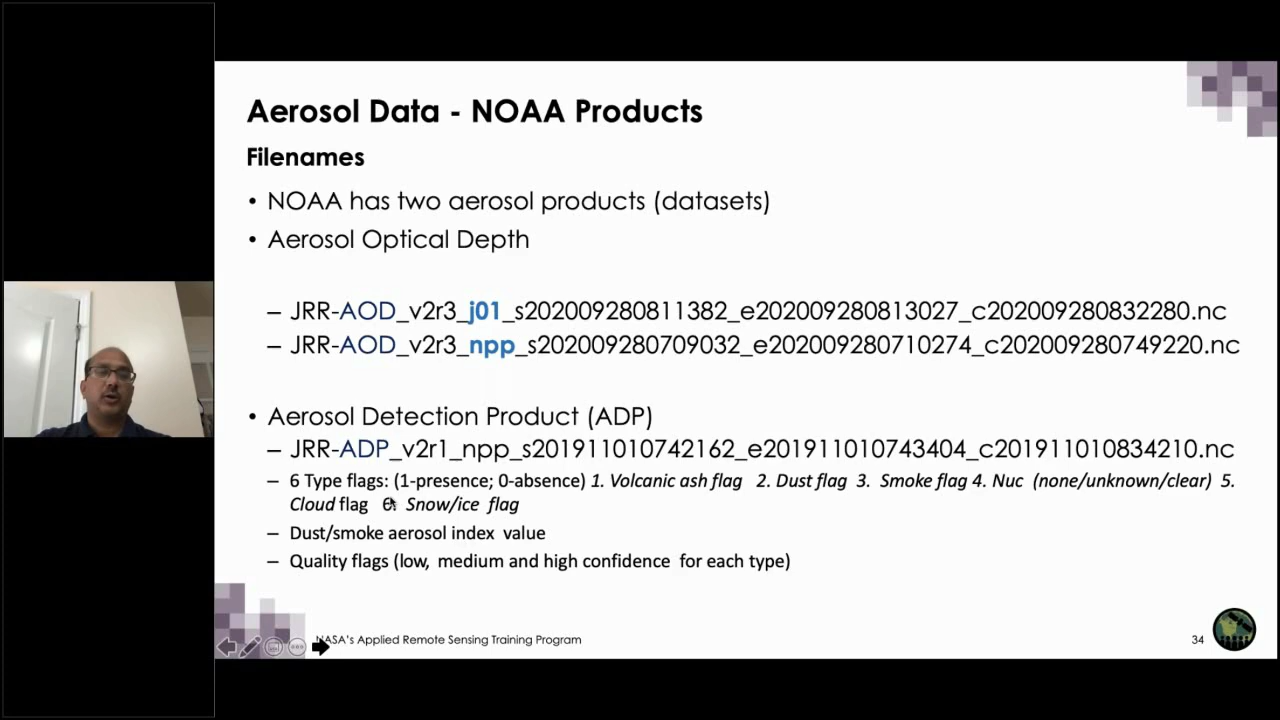 Aerosol Data - NOAA Products
Filenames
• NOAA has two aerosol products (datasets)
• Aerosol Optical Depth
– JRR-AOD_v2r3_j01_s202009280811382_e202009280813027_c202009280832280.nc
– JRR-AOD_v2r3_npp_s202009280709032_e202009280710274_c202009280749220.nc
• Aerosol Detection Product (ADP)
– JRR-ADP_v2r1_npp_s201911010742162_e201911010743404_c201911010834210.nc
– 6 Type flags: (1-presence; 0-absence) 1. Volcanic ash flag 2. Dust flag 3. Smoke flag 4. Nuc (none/unknown/clear) 5.
Cloud flag 6. Snow/ice flag
– Dust/smoke aerosol index value
– Quality flags (low, medium and high confidence for each type)
NASA's Applied Remote Sensing Training Program
34